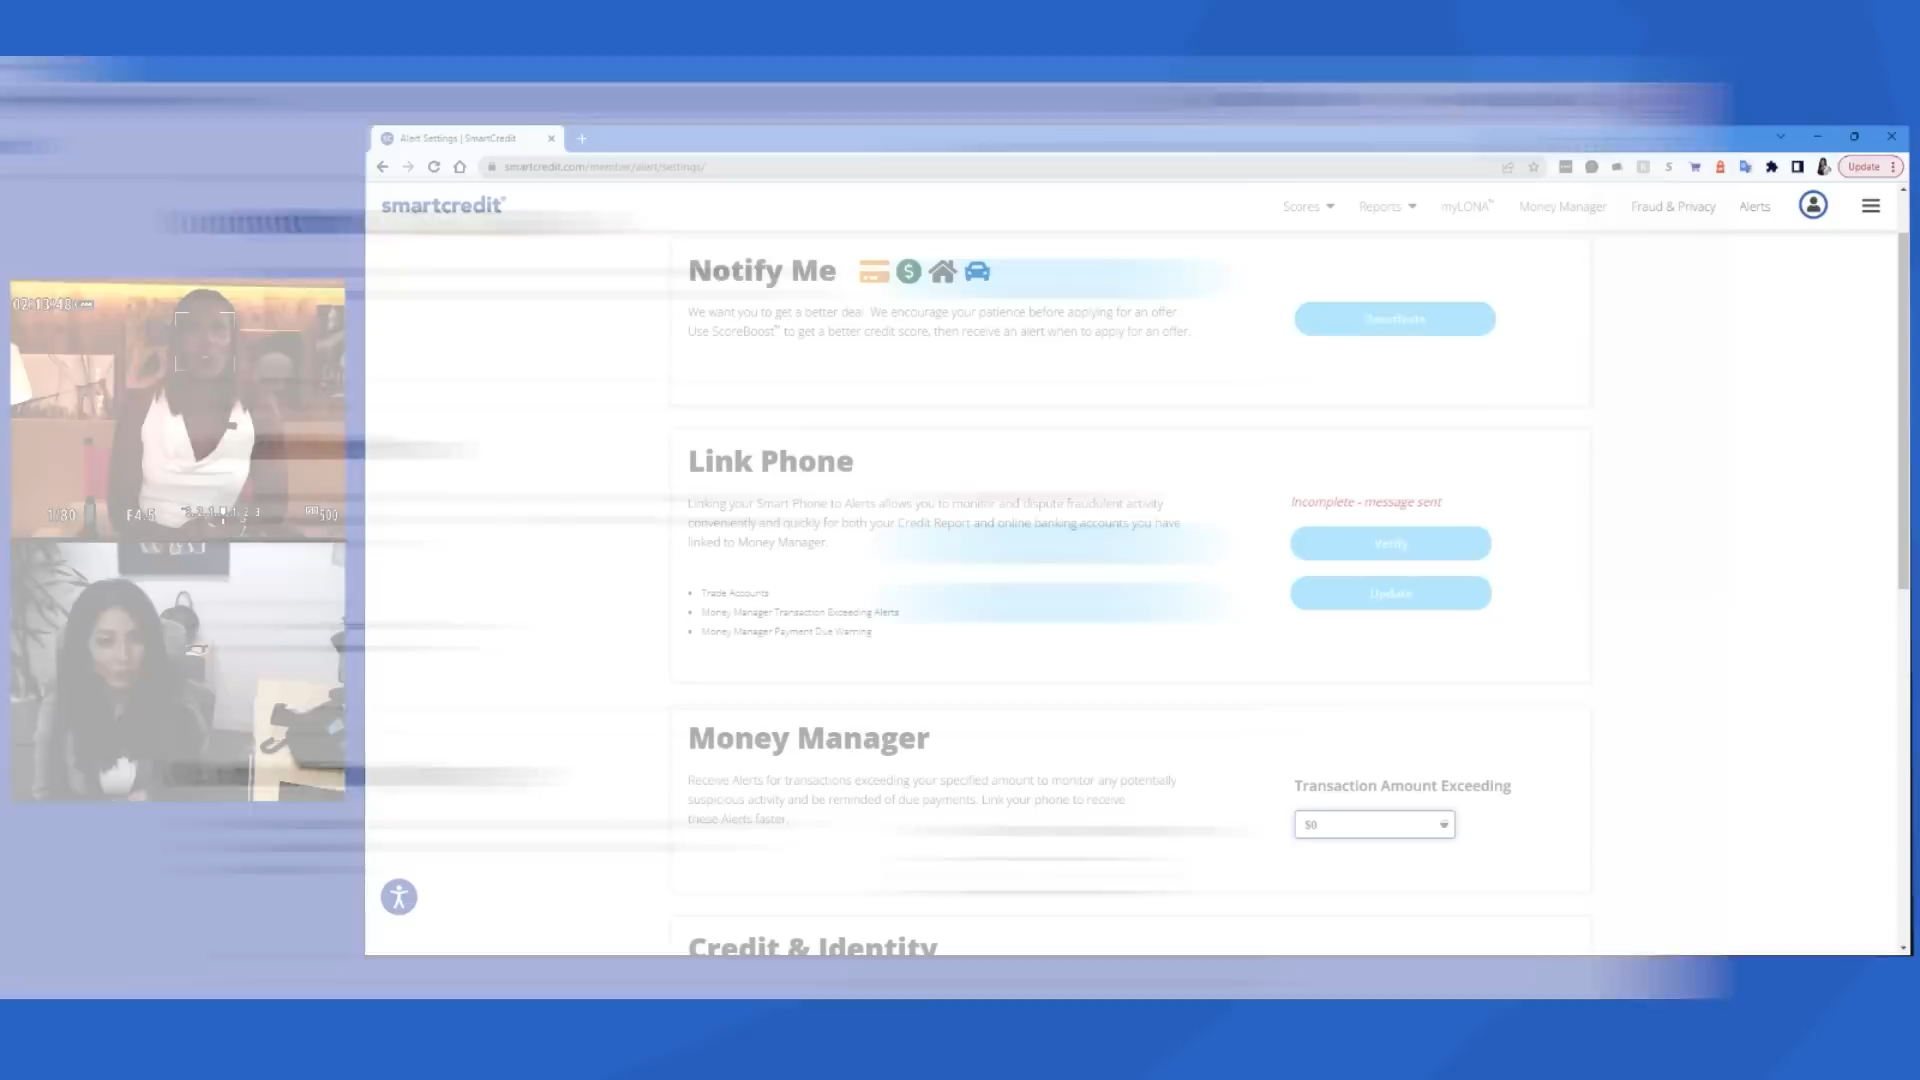 Alert Settings | SmartCredit
smartcredit.com/member/alert/settings/
Update
smartcredit®
Scores
Reports
myLONA™
Money Manager
Fraud & Privacy
Alerts
Notify Me
We want you to get a better deal. We encourage your patience before applying for an offer
Use ScoreBoost™ to get a better credit score, then receive an alert when to apply for an offer.
Deactivate
Link Phone
Linking your Smart Phone to Alerts allows you to monitor and dispute fraudulent activity
conveniently and quickly for both your Credit Report and online banking accounts you have
linked to Money Manager.
Trade Accounts
Money Manager Transaction Exceeding Alerts
Money Manager Payment Due Warning
Incomplete - message sent
Verify
Update
Money Manager
Receive Alerts for transactions exceeding your specified amount to monitor any potentially
suspicious activity and be reminded of due payments. Link your phone to receive
these Alerts faster.
Transaction Amount Exceeding
$0
Credit & Identity
02:13:48
1/80
F4.5
500